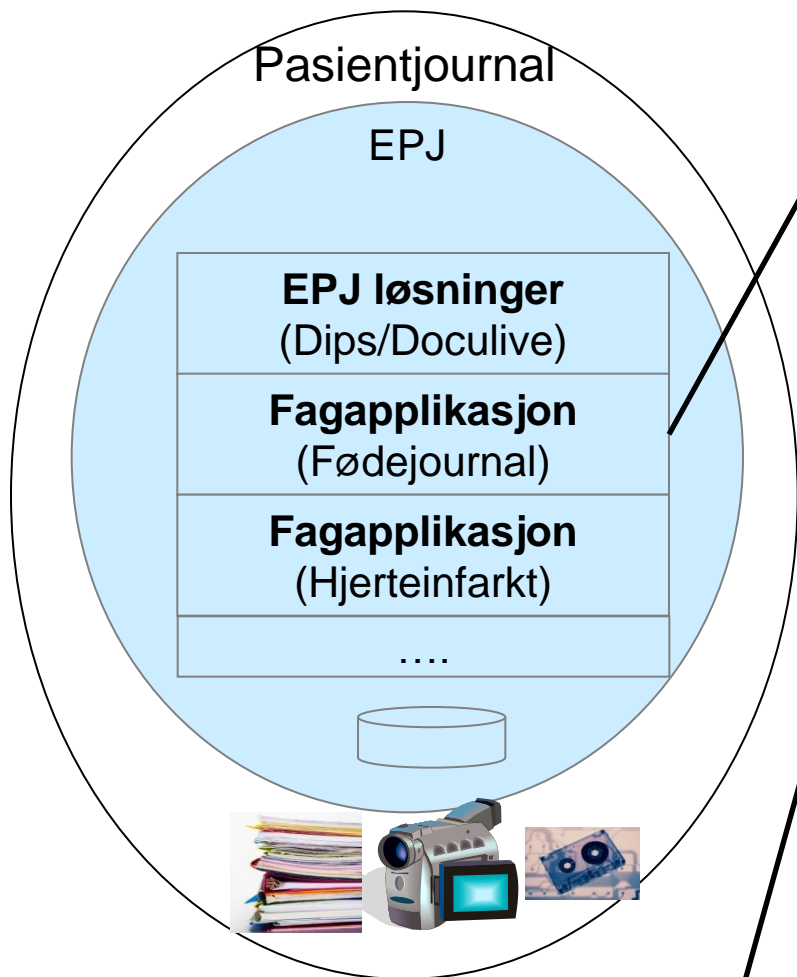 Pasientjournal
EPJ
EPJ løsninger
(Dips/Doculive)
Fagapplikasjon
(Fødejournal)
Fagapplikasjon
(Hjerteinfarkt)
….